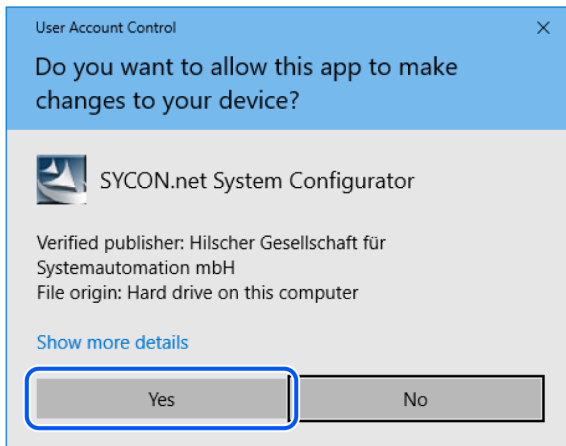 User Account Control
Do you want to allow this app to make
changes to your device?
SYCON.net System Configurator
Verified publisher: Hilscher Gesellschaft für
Systemautomation mbH
File origin: Hard drive on this computer
Show more details
Yes
No